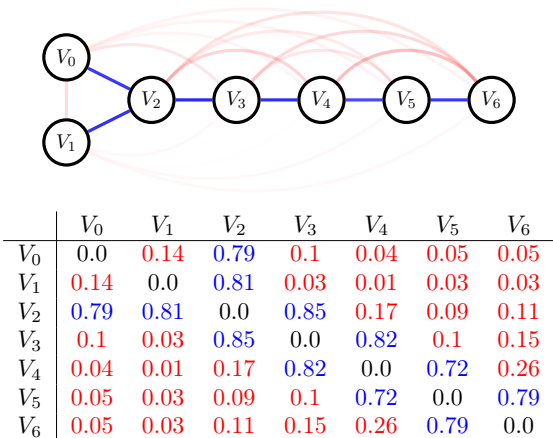 V₀
V₂ V₃ V₄ V₅ V₆
V₁
V₀ V₁ V₂ V₃ V₄ V₅ V₆
V₀ 0.0 0.14 0.79 0.1 0.04 0.05 0.05
V₁ 0.14 0.0 0.81 0.03 0.01 0.03 0.03
V₂ 0.79 0.81 0.0 0.85 0.17 0.09 0.11
V₃ 0.1 0.03 0.85 0.0 0.82 0.1 0.15
V₄ 0.04 0.01 0.17 0.82 0.0 0.72 0.26
V₅ 0.05 0.03 0.09 0.1 0.72 0.0 0.79
V₆ 0.05 0.03 0.11 0.15 0.26 0.79 0.0